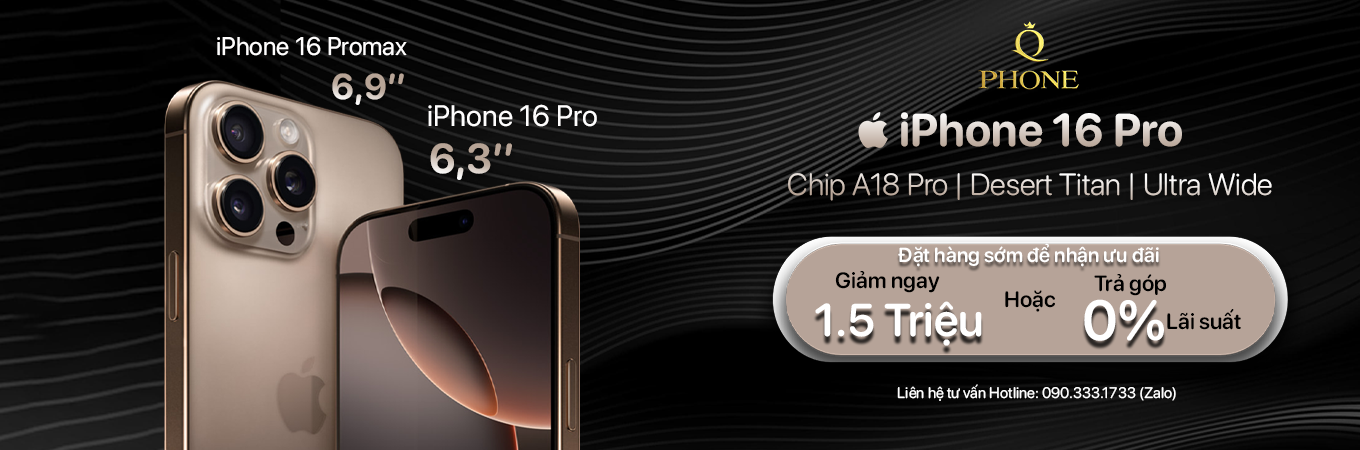 iPhone 16 Promax
6,9″
iPhone 16 Pro
6,3″
Q
PHONE
iPhone 16 Pro
Chip A18 Pro | Desert Titan | Ultra Wide
Đặt hàng sớm để nhận ưu đãi
Giảm ngay
1.5 Triệu
Hoặc
Trả góp
0% Lãi suất
Liên hệ tư vấn Hotline: 090.333.1733 (Zalo)